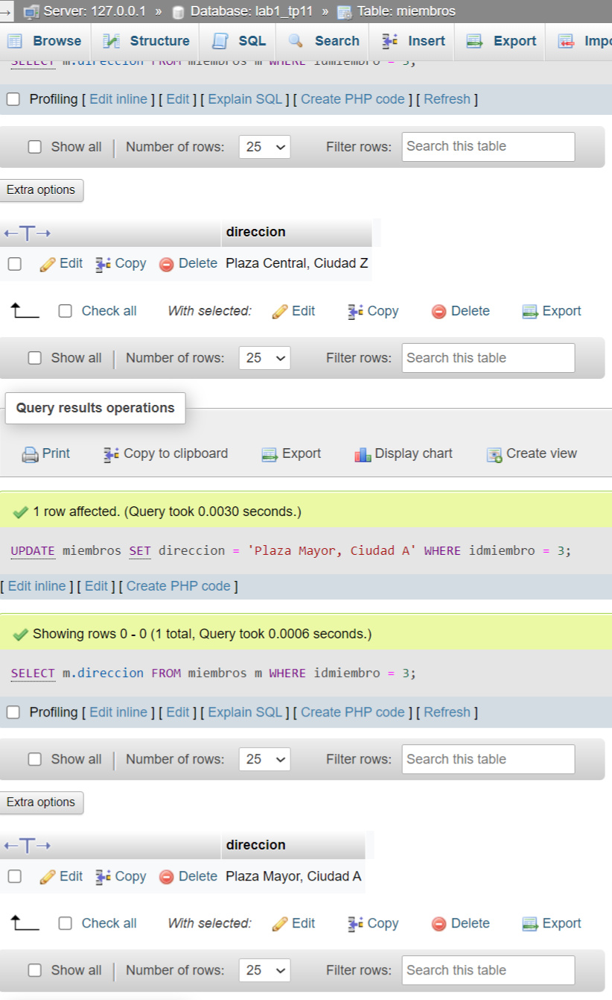 Server: 127.0.0.1 » Database: lab1_tp11 » Table: miembros
Browse Structure SQL Search Insert Export Impo
SELECT m.direccion FROM miembros m WHERE idmiembro = 3;
Profiling [ Edit inline ] [ Edit ] [ Explain SQL ] [ Create PHP code ] [ Refresh ]
Show all | Number of rows: 25 Filter rows: Search this table
Extra options
←T→ direccion
Edit Copy Delete Plaza Central, Ciudad Z
Check all With selected: Edit Copy Delete Export
Show all | Number of rows: 25 Filter rows: Search this table
Query results operations
Print Copy to clipboard Export Display chart Create view
1 row affected. (Query took 0.0030 seconds.)
UPDATE miembros SET direccion = 'Plaza Mayor, Ciudad A' WHERE idmiembro = 3;
[ Edit inline ] [ Edit ] [ Create PHP code ]
Showing rows 0 - 0 (1 total, Query took 0.0006 seconds.)
SELECT m.direccion FROM miembros m WHERE idmiembro = 3;
Profiling [ Edit inline ] [ Edit ] [ Explain SQL ] [ Create PHP code ] [ Refresh ]
Show all | Number of rows: 25 Filter rows: Search this table
Extra options
←T→ direccion
Edit Copy Delete Plaza Mayor, Ciudad A
Check all With selected: Edit Copy Delete Export
Show all | Number of rows: 25 Filter rows: Search this table